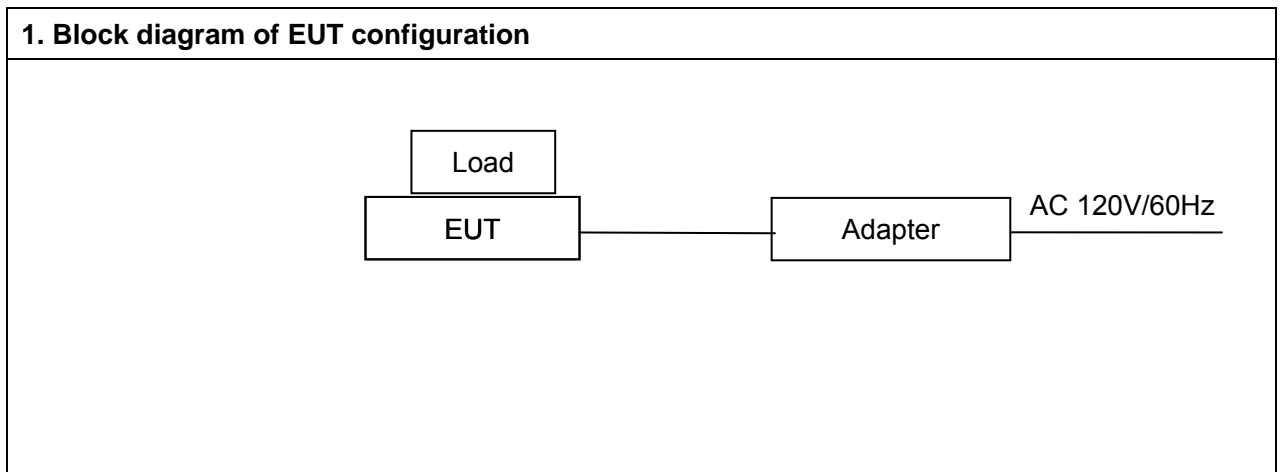 1. Block diagram of EUT configuration
Load
AC 120V/60Hz
EUT
Adapter